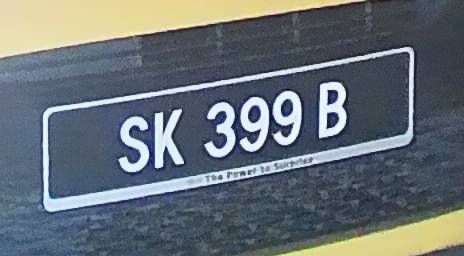 SK 399 B
The Power to Surprise